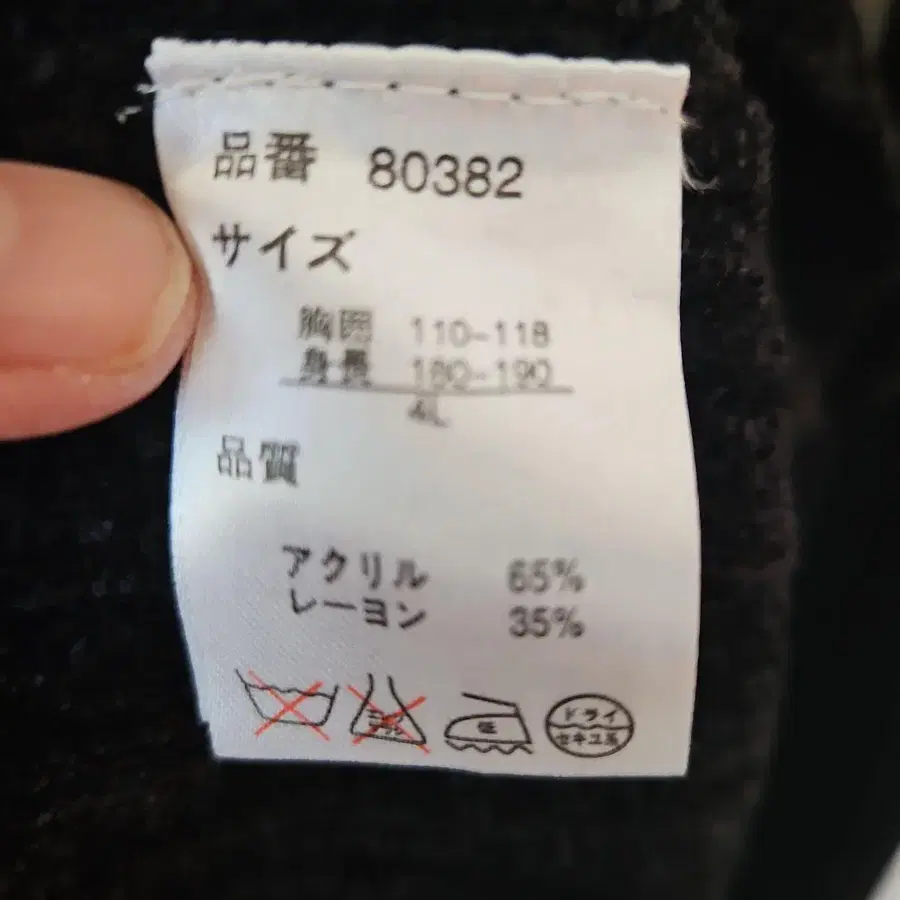 品番 80382
サイズ
胸囲 110-118
身長 180-190
4L
品質
アクリル 65%
レーヨン 35%
低
ドライ
セキユ系